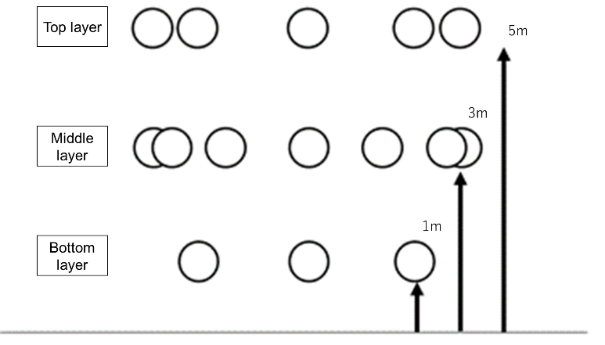 Top layer
5m
3m
Middle
layer
1m
Bottom
layer